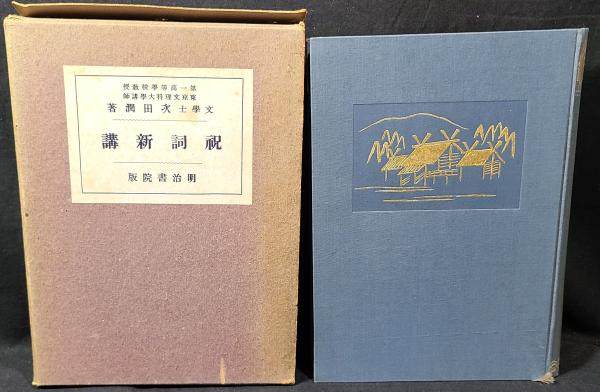 第一高等學校教授
東京文理科大學講師
文學士次田潤著
祝詞新講
明治書院版